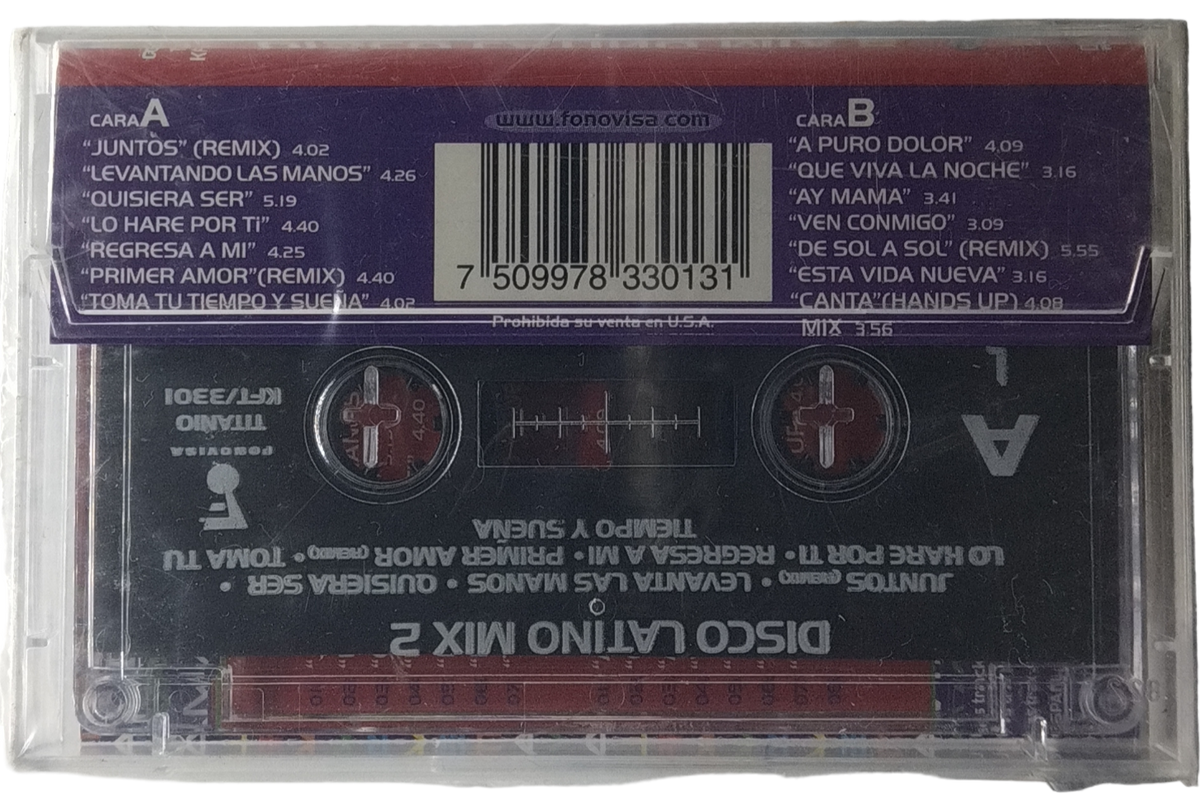 CARA A
"JUNTOS" (REMIX) 4.02
"LEVANTANDO LAS MANOS" 4.26
"QUISIERA SER" 5.19
"LO HARE POR Ti" 4.40
"REGRESA A MI" 4.25
"PRIMER AMOR"(REMIX) 4.40
"TOMA TU TIEMPO Y SUEÑA" 4.02
www.fonovisa.com
7 509978 330131
Prohibida su venta en U.S.A.
CARA B
"A PURO DOLOR" 4.09
"QUE VIVA LA NOCHE" 3.16
"AY MAMA" 3.41
"VEN CONMIGO" 3.09
"DE SOL A SOL" (REMIX) 5.55
"ESTA VIDA NUEVA" 3.16
"CANTA"(HANDS UP) 4.08
MIX 3.56
DISCO LATINO MIX 2
JUNTOS (REMIX) • LEVANTA LAS MANOS • QUISIERA SER •
LO HARE POR TI • REGRESA A MI • PRIMER AMOR (REMIX) • TOMA TU
TIEMPO Y SUEÑA
A
FONOVISA
TITANIO
KFT/3301